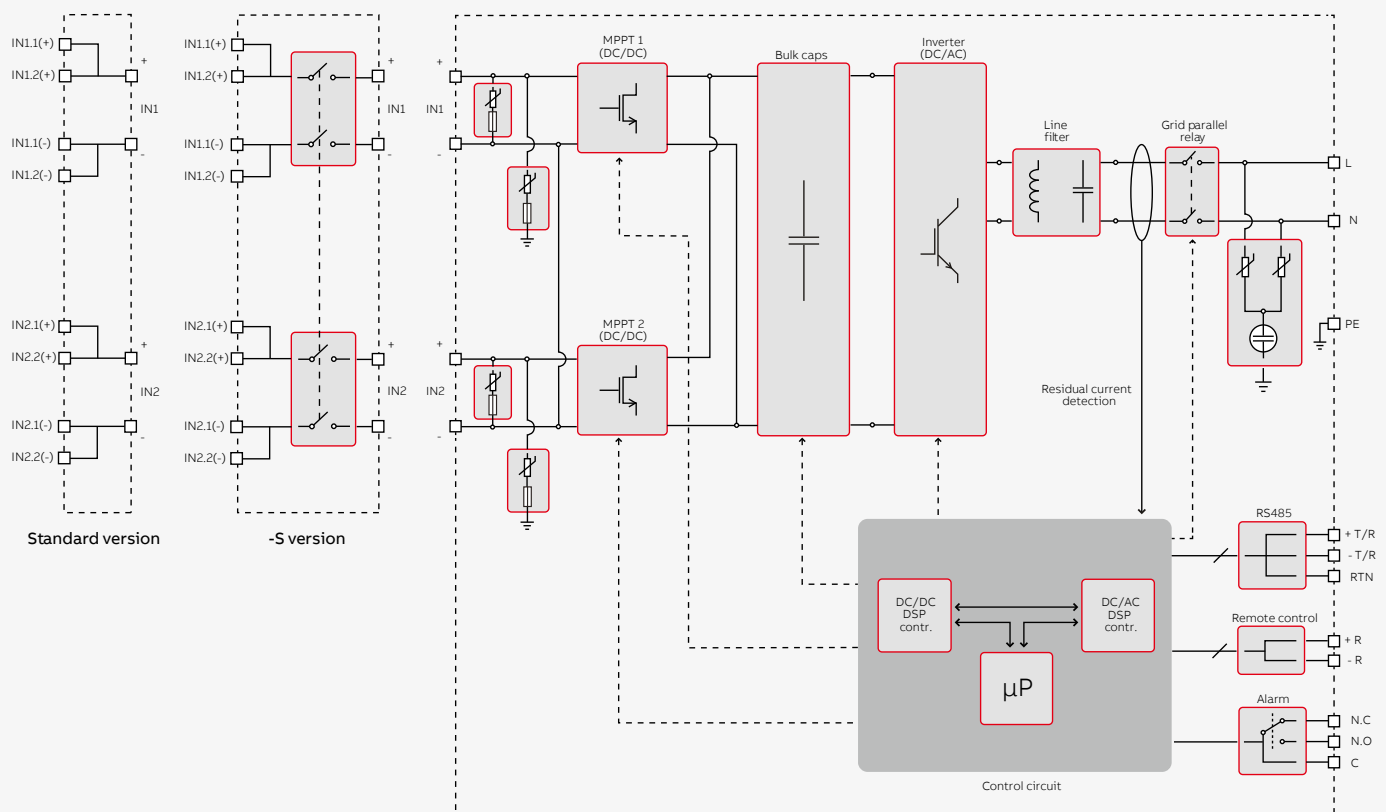 IN1.1(+)
IN1.2(+)
+
IN1
IN1.1(-)
-
IN1.2(-)
IN2.1(+)
+
IN2.2(+)
IN2
IN2.1(-)
-
IN2.2(-)
Standard version
IN1.1(+)
IN1.2(+)
+
IN1
IN1.1(-)
-
IN1.2(-)
IN2.1(+)
+
IN2.2(+)
IN2
IN2.1(-)
-
IN2.2(-)
-S version
+
IN1
-
+
IN2
-
MPPT 1
(DC/DC)
MPPT 2
(DC/DC)
Bulk caps
Inverter
(DC/AC)
Line
filter
Grid parallel
relay
L
N
PE
Residual current
detection
DC/DC
DSP
contr.
DC/AC
DSP
contr.
µP
Control circuit
RS485
+ T/R
- T/R
RTN
Remote control
+ R
- R
Alarm
N.C
N.O
C